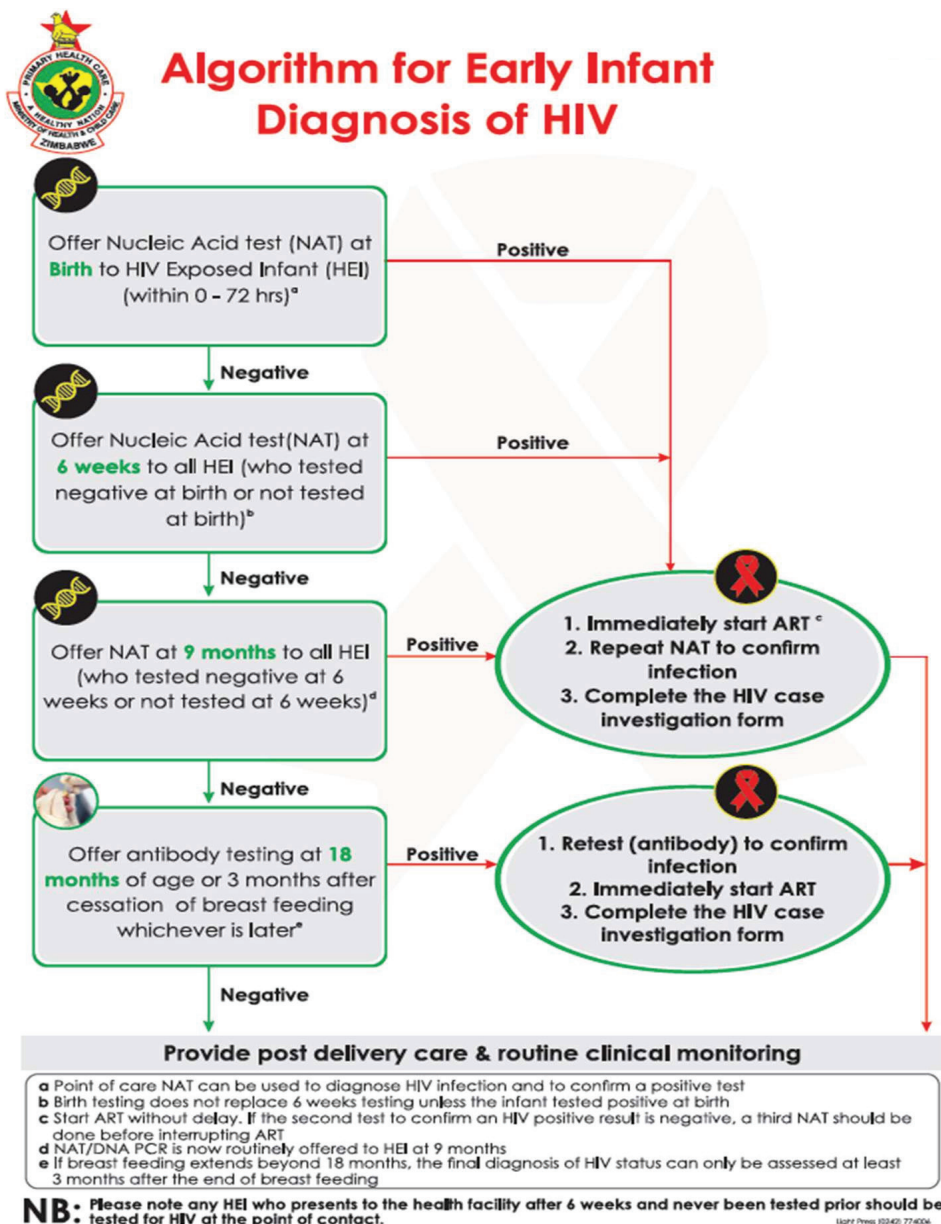 PRIMARY HEALTH CARE
A HEALTHY NATION
MINISTRY OF HEALTH & CHILD CARE
ZIMBABWE
Algorithm for Early Infant
Diagnosis of HIV
Offer Nucleic Acid test (NAT) at
Birth to HIV Exposed Infant (HEI)
(within 0 - 72 hrs)a
Positive
Negative
Offer Nucleic Acid test(NAT) at
6 weeks to all HEI (who tested
negative at birth or not tested
at birth)b
Positive
Negative
Offer NAT at 9 months to all HEI
(who tested negative at 6
weeks or not tested at 6 weeks)d
Positive
1. Immediately start ART c
2. Repeat NAT to confirm
infection
3. Complete the HIV case
investigation form
Negative
Offer antibody testing at 18
months of age or 3 months after
cessation of breast feeding
whichever is latere
Positive
1. Retest (antibody) to confirm
infection
2. Immediately start ART
3. Complete the HIV case
investigation form
Negative
Provide post delivery care & routine clinical monitoring
a Point of care NAT can be used to diagnose HIV infection and to confirm a positive test
b Birth testing does not replace 6 weeks testing unless the infant tested positive at birth
c Start ART without delay. If the second test to confirm an HIV positive result is negative, a third NAT should be
done before interrupting ART
d NAT/DNA PCR is now routinely offered to HEI at 9 months
e If breast feeding extends beyond 18 months, the final diagnosis of HIV status can only be assessed at least
3 months after the end of breast feeding
NB: Please note any HEI who presents to the health facility after 6 weeks and never been tested prior should be
tested for HIV at the point of contact.
Press (0242) 774006